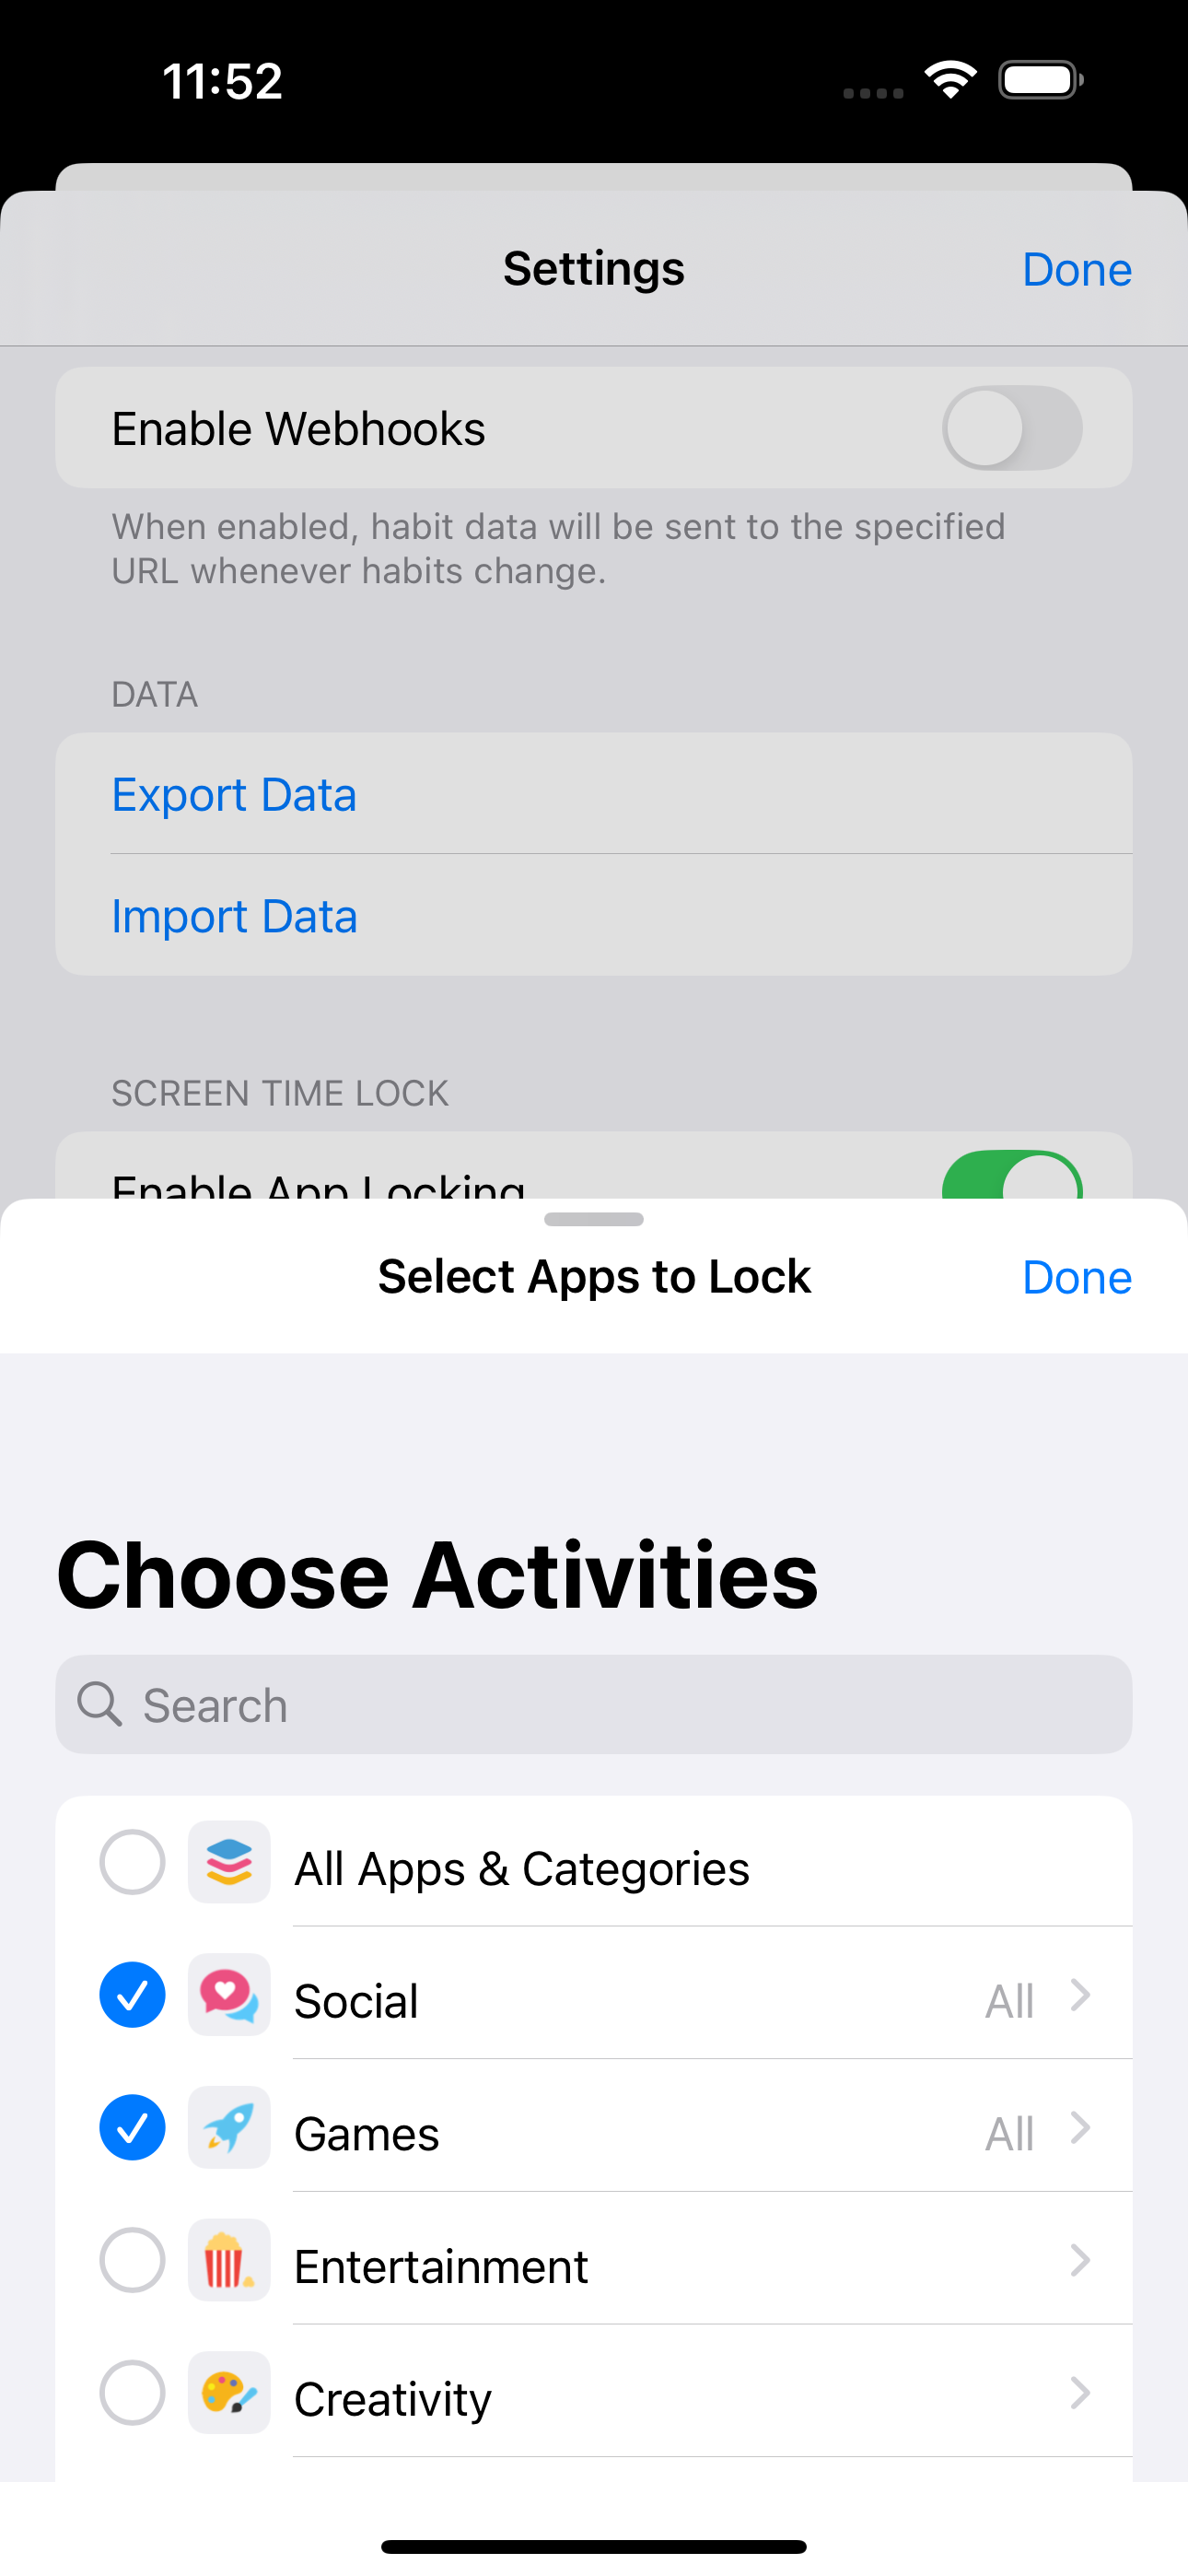 11:52
Settings
Done
Enable Webhooks
When enabled, habit data will be sent to the specified
URL whenever habits change.
DATA
Export Data
Import Data
SCREEN TIME LOCK
Enable App Locking
Select Apps to Lock
Done
Choose Activities
Search
All Apps & Categories
Social All
Games All
Entertainment
Creativity